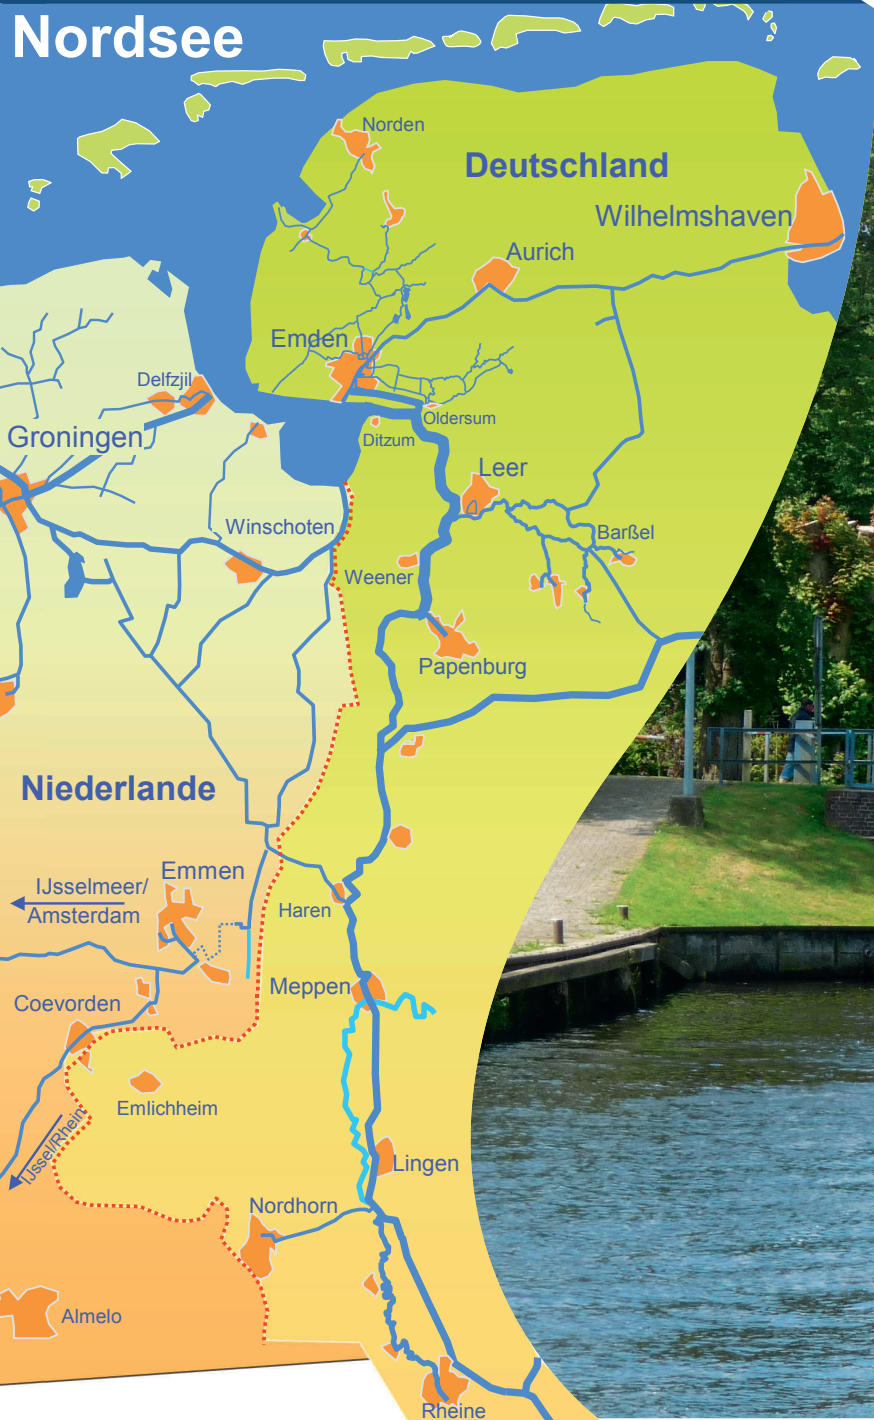 Nordsee
Norden
Deutschland
Wilhelmshaven
Aurich
Emden
Delfzjil
Oldersum
Groningen
Ditzum
Leer
Winschoten
Barßel
Weener
Papenburg
Niederlande
Emmen
IJsselmeer/
Amsterdam
Haren
Meppen
Coevorden
Emlichheim
IJssel/Rhein
Lingen
Nordhorn
Almelo
Rheine